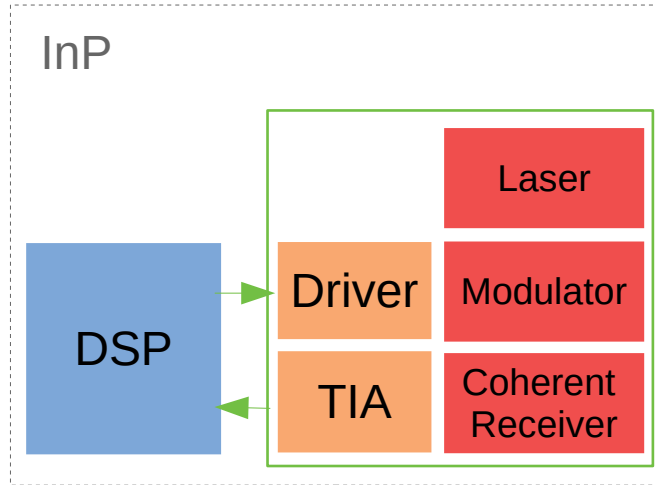 InP
Laser
DSP
Driver
Modulator
TIA
Coherent
Receiver